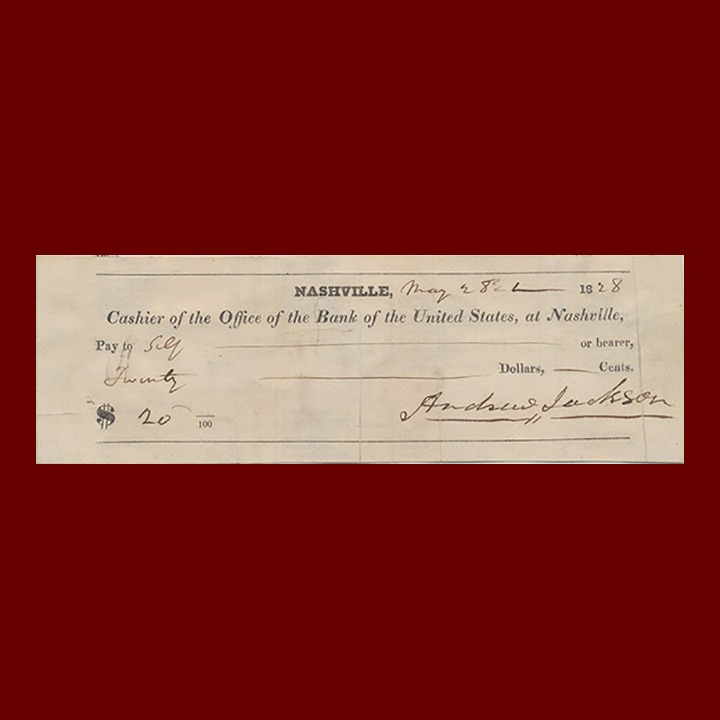 NASHVILLE, May 28th 1828
Cashier of the Office of the Bank of the United States, at Nashville,
Pay to Self or bearer,
Twenty Dollars, Cents.
$ 20 /100 Andrew Jackson